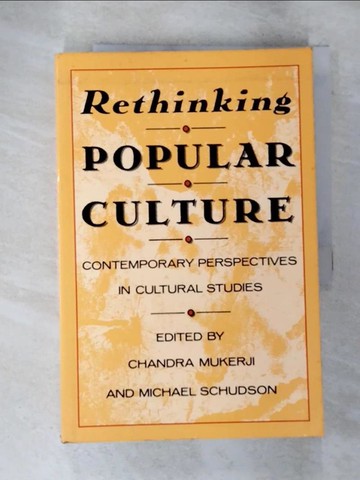 Rethinking
POPULAR
CULTURE
CONTEMPORARY PERSPECTIVES
IN CULTURAL STUDIES
EDITED BY
CHANDRA MUKERJI
AND MICHAEL SCHUDSON